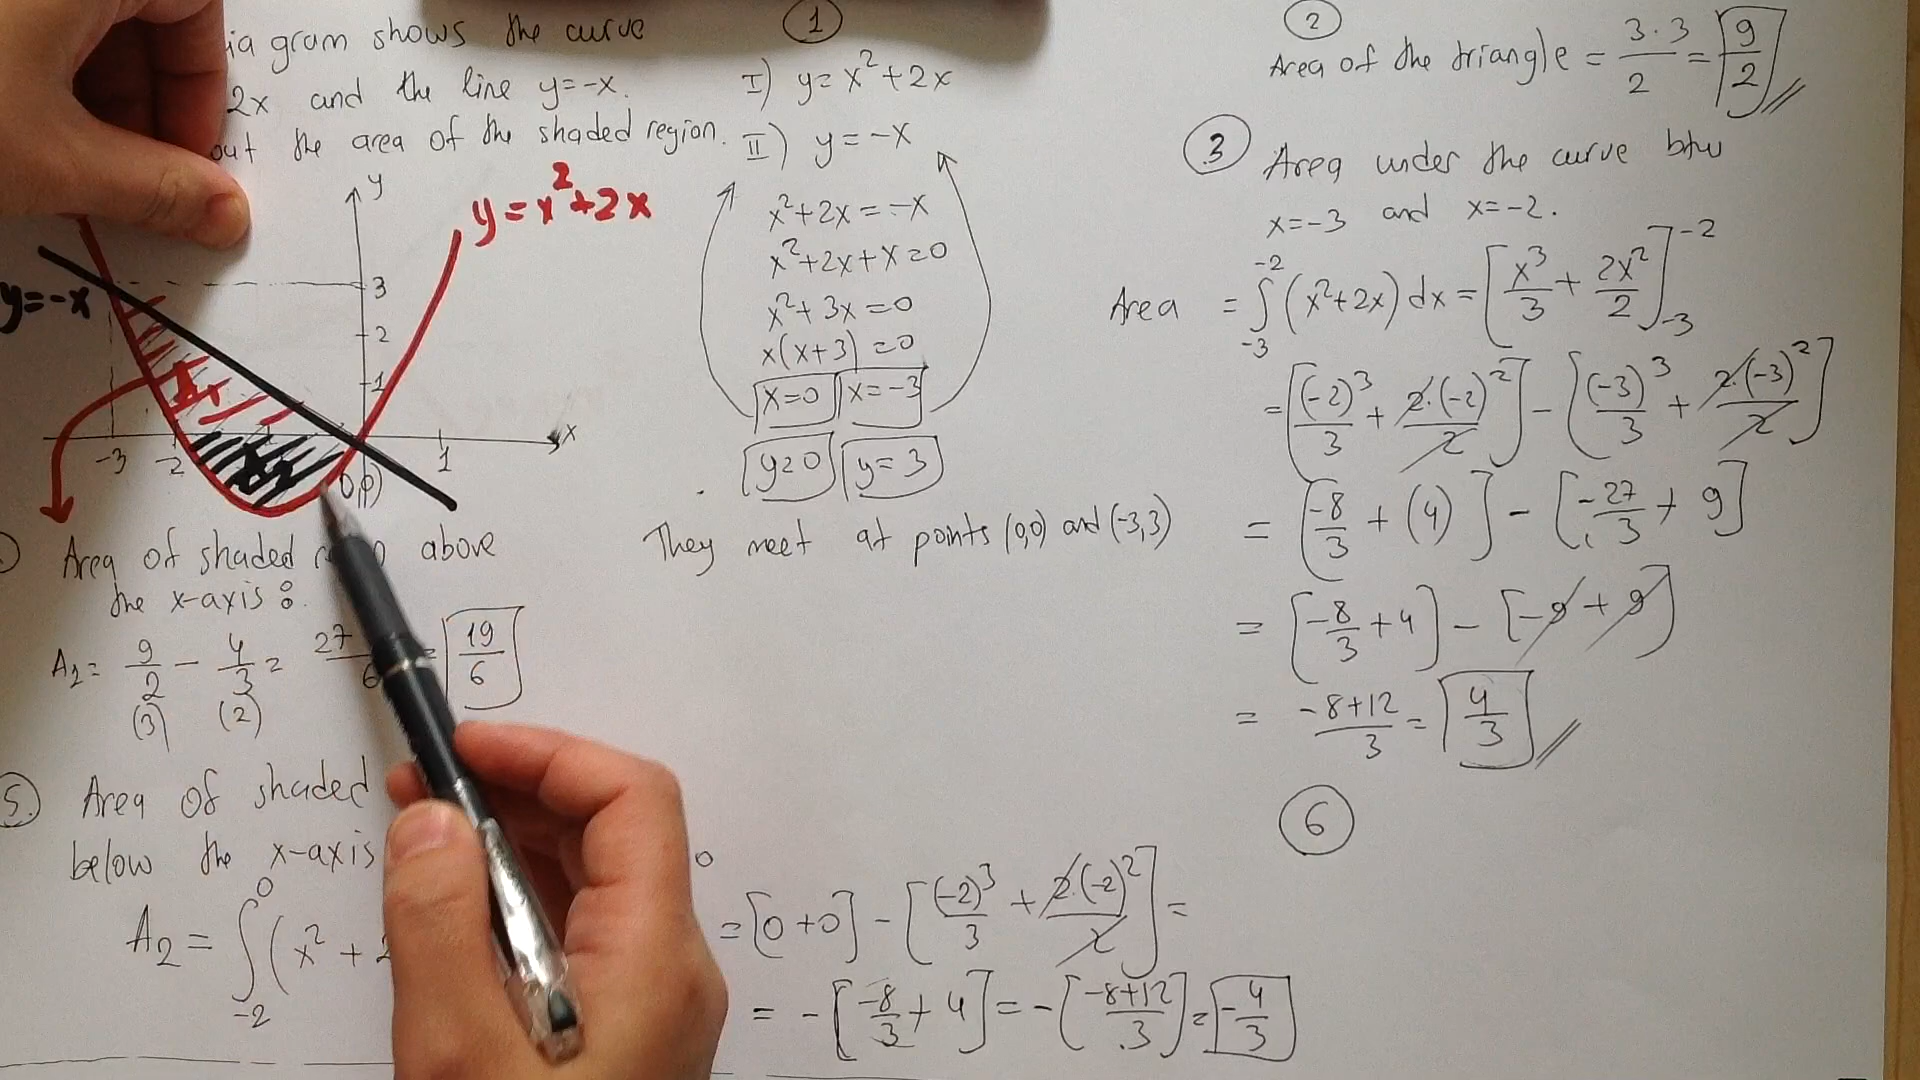 iagram shows the curve
2x and the line y=-x.
out the area of the shaded region.
y
y=x²+2x
3
y=-x
2
1
A₁
x
-3 -2 1
A₂
0,0)
Area of shaded above
the x-axis:
A₁= 9/2 - 4/3 = 27 6 = 19/6
(3) (2)
5. Area of shaded
below the x-axis
A₂ = ∫₋₂⁰ (x² +
1
I) y=x²+2x
II) y=-x
x²+2x=-x
x²+2x+x=0
x²+3x=0
x(x+3)=0
x=0 x=-3
y=0 y=3
They meet at points (0,0) and (-3,3)
2
Area of the triangle = 3.3/2 = 9/2
3 Area under the curve btw
x=-3 and x=-2.
Area = ∫₋₃⁻² (x²+2x)dx = [x³/3 + 2x²/2]₋₃⁻²
= [(-2)³/3 + 2.(-2)²/2] - [(-3)³/3 + 2.(-3)²/2]
= [-8/3 + (4)] - [-27/3 + 9]
= [-8/3 + 4] - [-9 + 9]
= -8+12/3 = 4/3
6
0
= [0+0] - [(-2)³/3 + 2.(-2)²/2] =
= -[-8/3 + 4] = -[-8+12/3] = -4/3